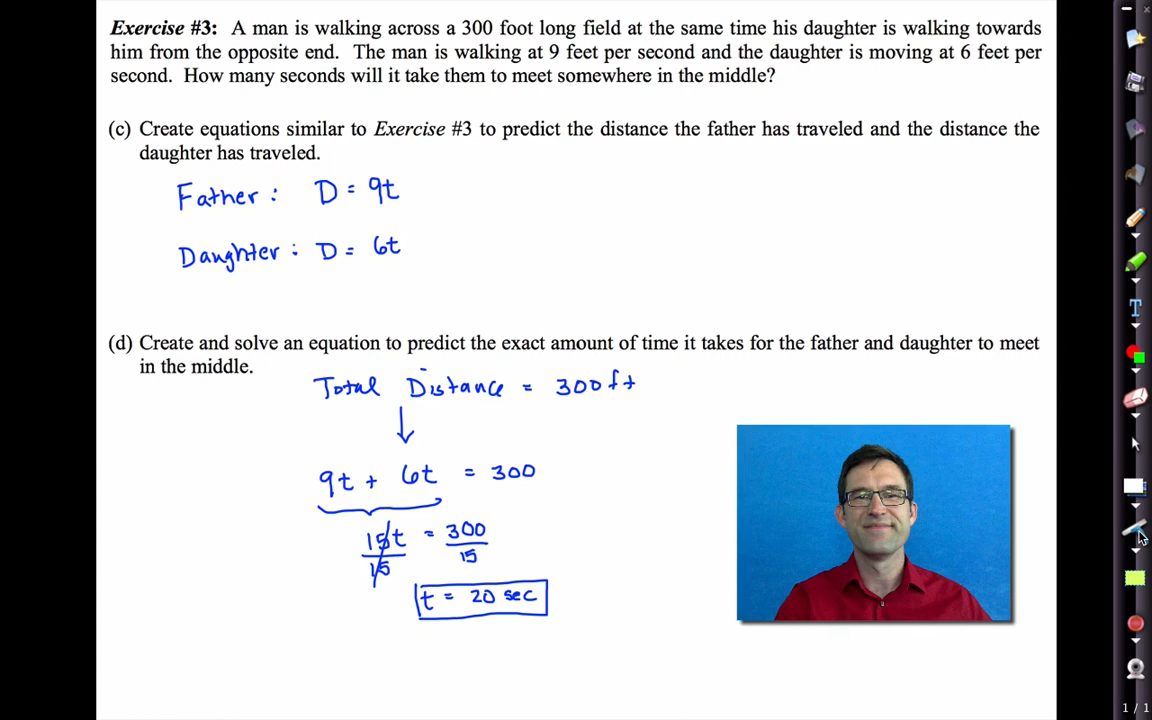 Exercise #3: A man is walking across a 300 foot long field at the same time his daughter is walking towards
him from the opposite end. The man is walking at 9 feet per second and the daughter is moving at 6 feet per
second. How many seconds will it take them to meet somewhere in the middle?
(c) Create equations similar to Exercise #3 to predict the distance the father has traveled and the distance the
daughter has traveled.
Father: D = 9t
Daughter: D = 6t
(d) Create and solve an equation to predict the exact amount of time it takes for the father and daughter to meet
in the middle.
Total Distance = 300 ft
9t + 6t = 300
15t = 300
15 15
t = 20 sec
T
1 / 1